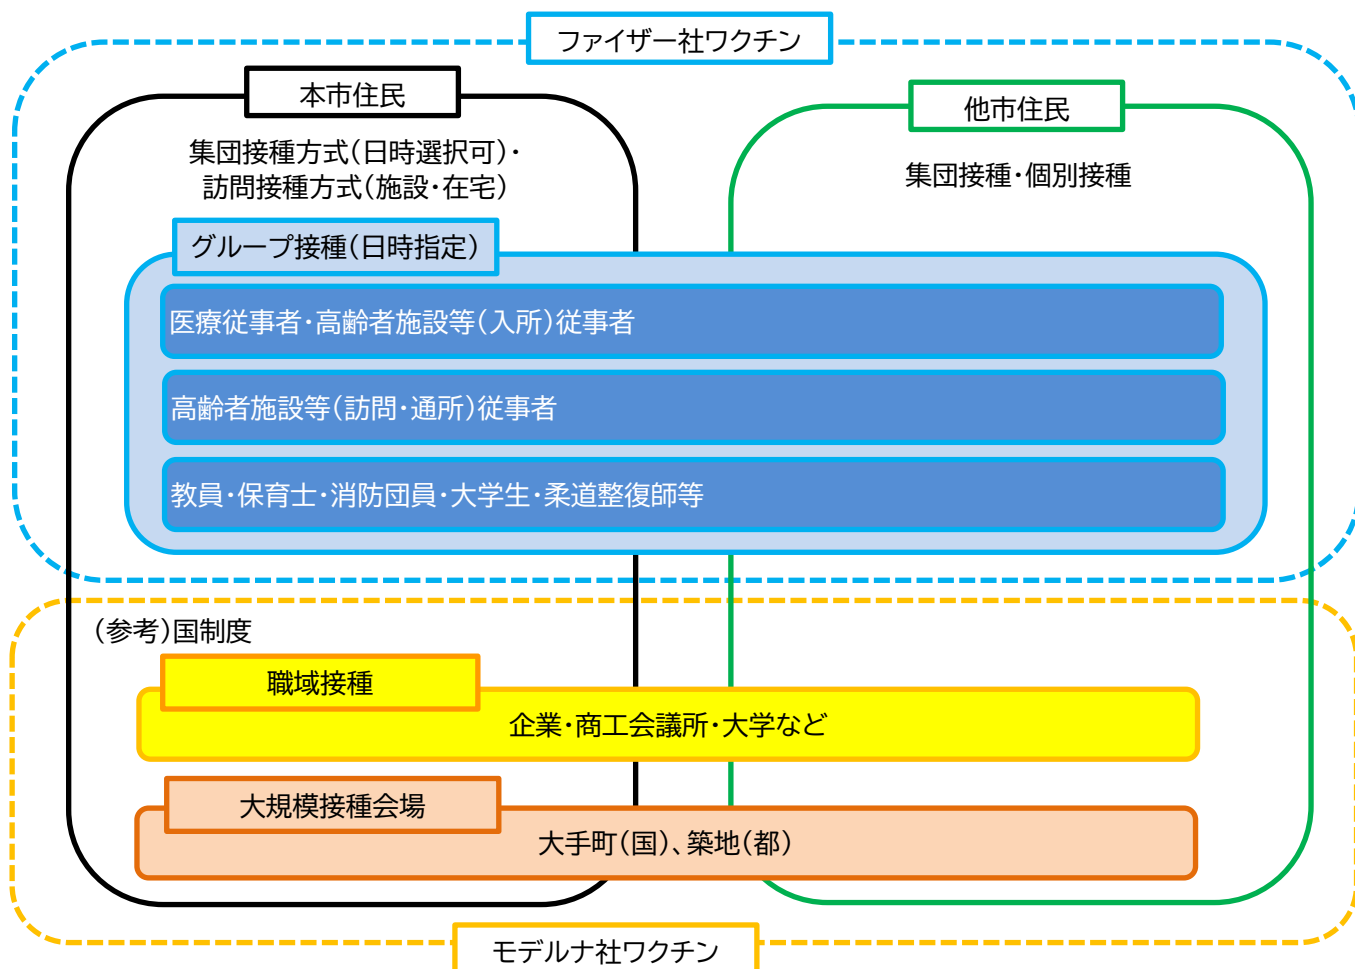 ファイザー社ワクチン
本市住民
他市住民
集団接種方式(日時選択可)・
訪問接種方式(施設・在宅)
集団接種・個別接種
グループ接種(日時指定)
医療従事者・高齢者施設等(入所)従事者
高齢者施設等(訪問・通所)従事者
教員・保育士・消防団員・大学生・柔道整復師等
(参考)国制度
職域接種
企業・商工会議所・大学など
大規模接種会場
大手町(国)、築地(都)
モデルナ社ワクチン